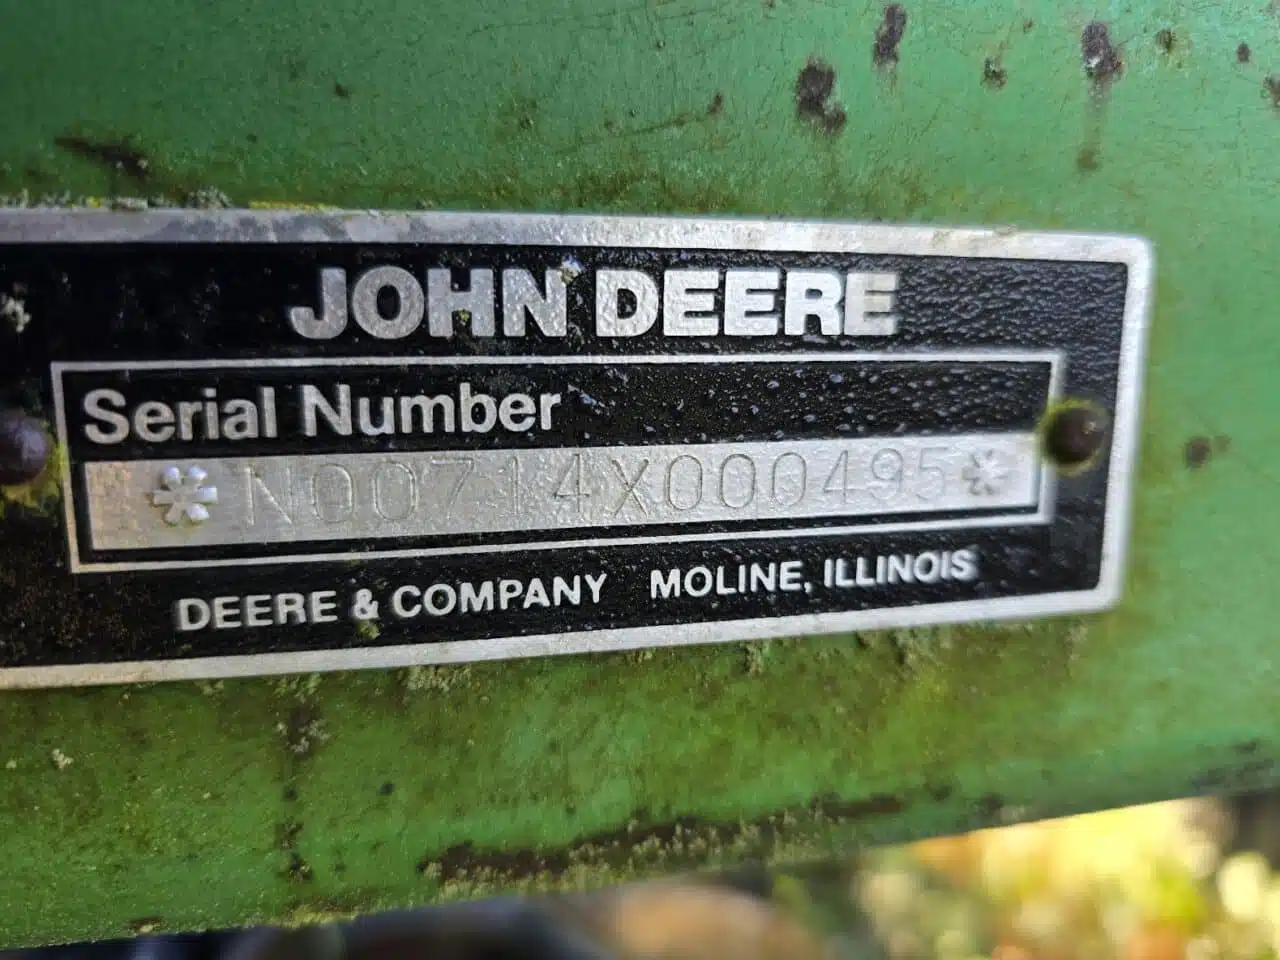 JOHN DEERE
Serial Number
*N00714X000495*
DEERE & COMPANY MOLINE, ILLINOIS